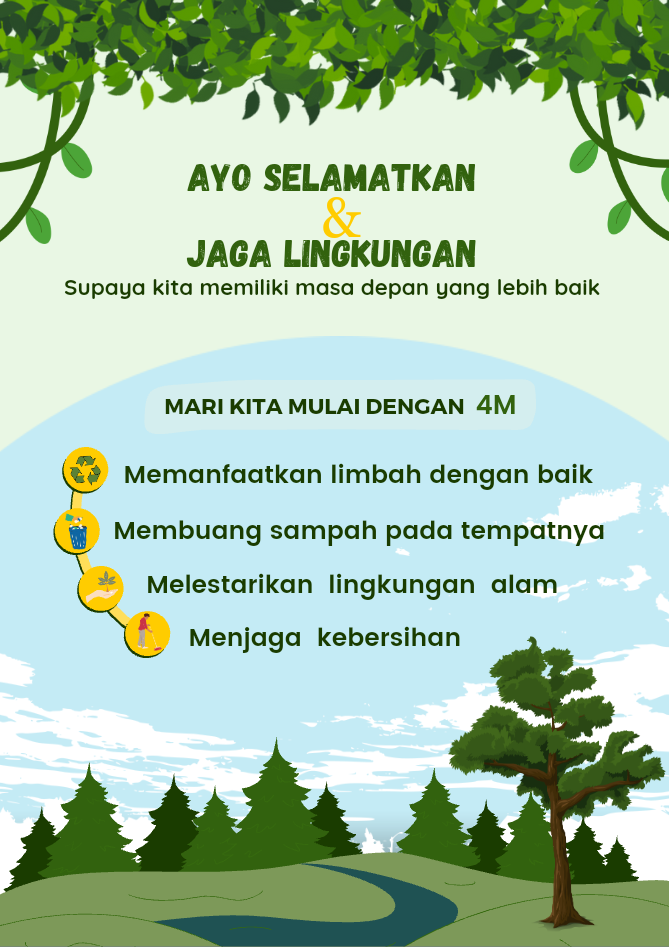 AYO SELAMATKAN
&
JAGA LINGKUNGAN
Supaya kita memiliki masa depan yang lebih baik
MARI KITA MULAI DENGAN 4M
Memanfaatkan limbah dengan baik
Membuang sampah pada tempatnya
Melestarikan lingkungan alam
Menjaga kebersihan